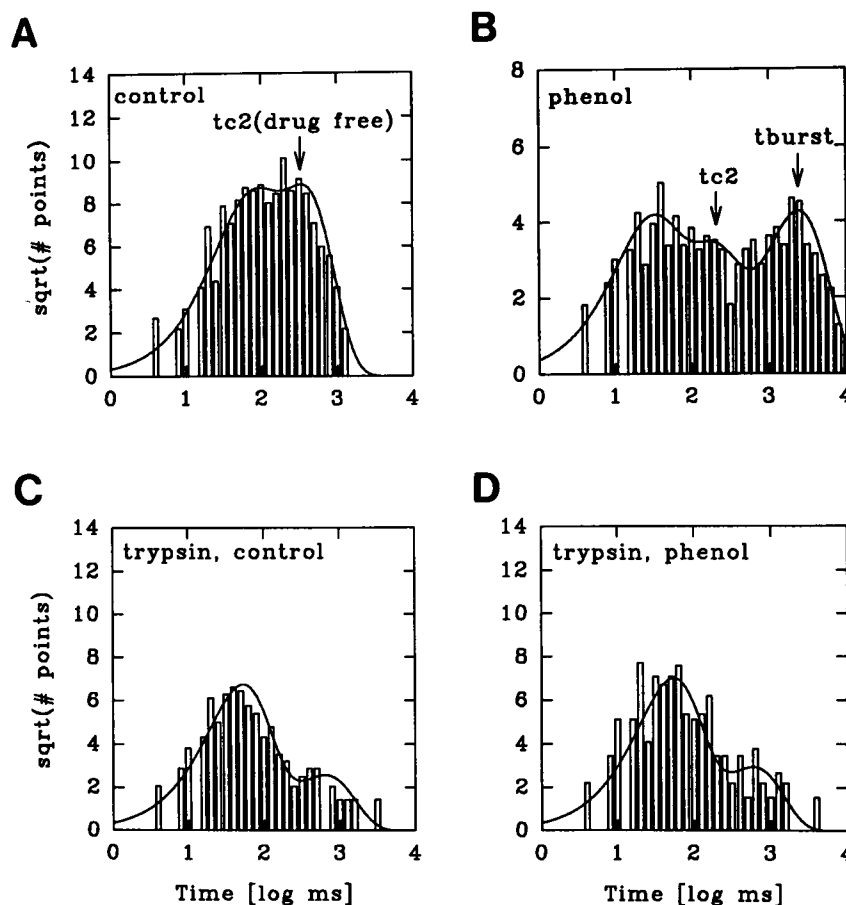 A
B
14
12
10
8
6
4
2
0
control
tc2(drug free)
sqrt(# points)
0 1 2 3 4
8
6
4
2
0
phenol
tc2
tburst
0 1 2 3 4
C
D
14
12
10
8
6
4
2
0
trypsin, control
sqrt(# points)
0 1 2 3 4
Time [log ms]
14
12
10
8
6
4
2
0
trypsin, phenol
0 1 2 3 4
Time [log ms]